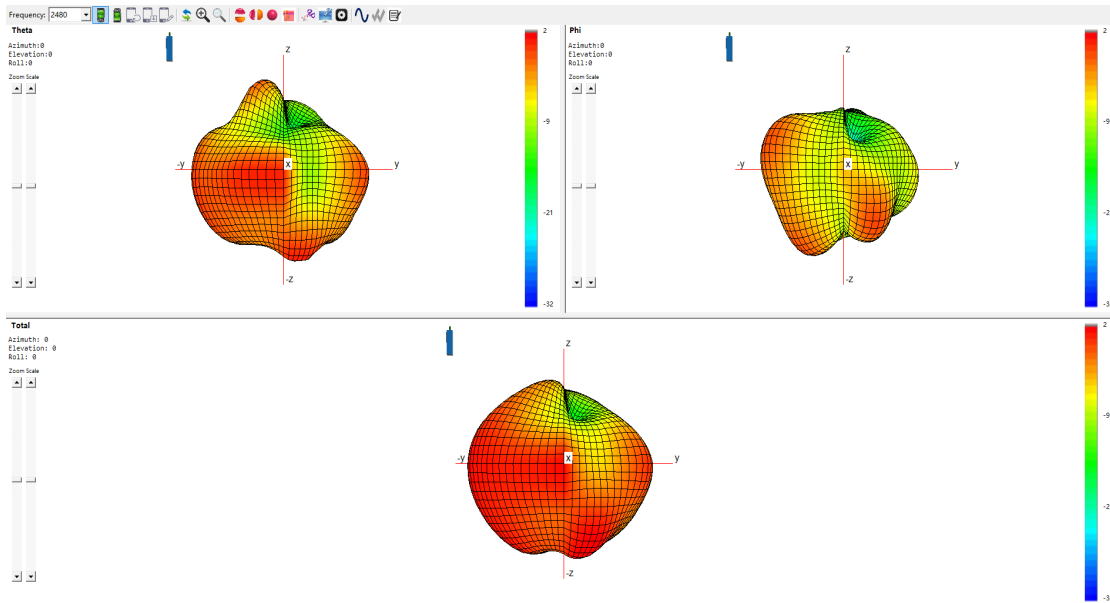 Frequency: 2480
Theta
Azimuth:0
Elevation:0
Roll:0
Zoom Scale
z
-y
x
y
-z
2
-9
-21
-32
Phi
Azimuth:0
Elevation:0
Roll:0
Zoom Scale
z
-y
x
y
-z
2
-9
-2
-3
Total
Azimuth: 0
Elevation: 0
Roll: 0
Zoom Scale
z
-y
x
y
-z
2
-9
-2
-3